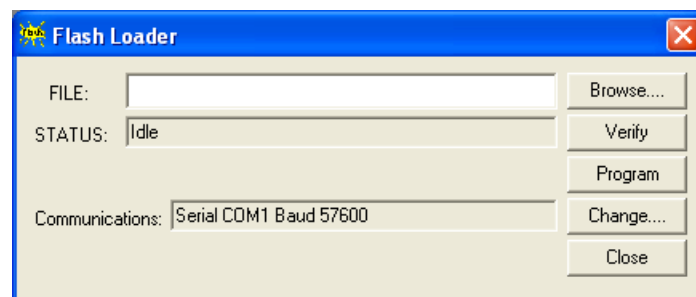 Flash Loader
FILE:
Browse....
STATUS: Idle
Verify
Program
Communications: Serial COM1 Baud 57600
Change....
Close